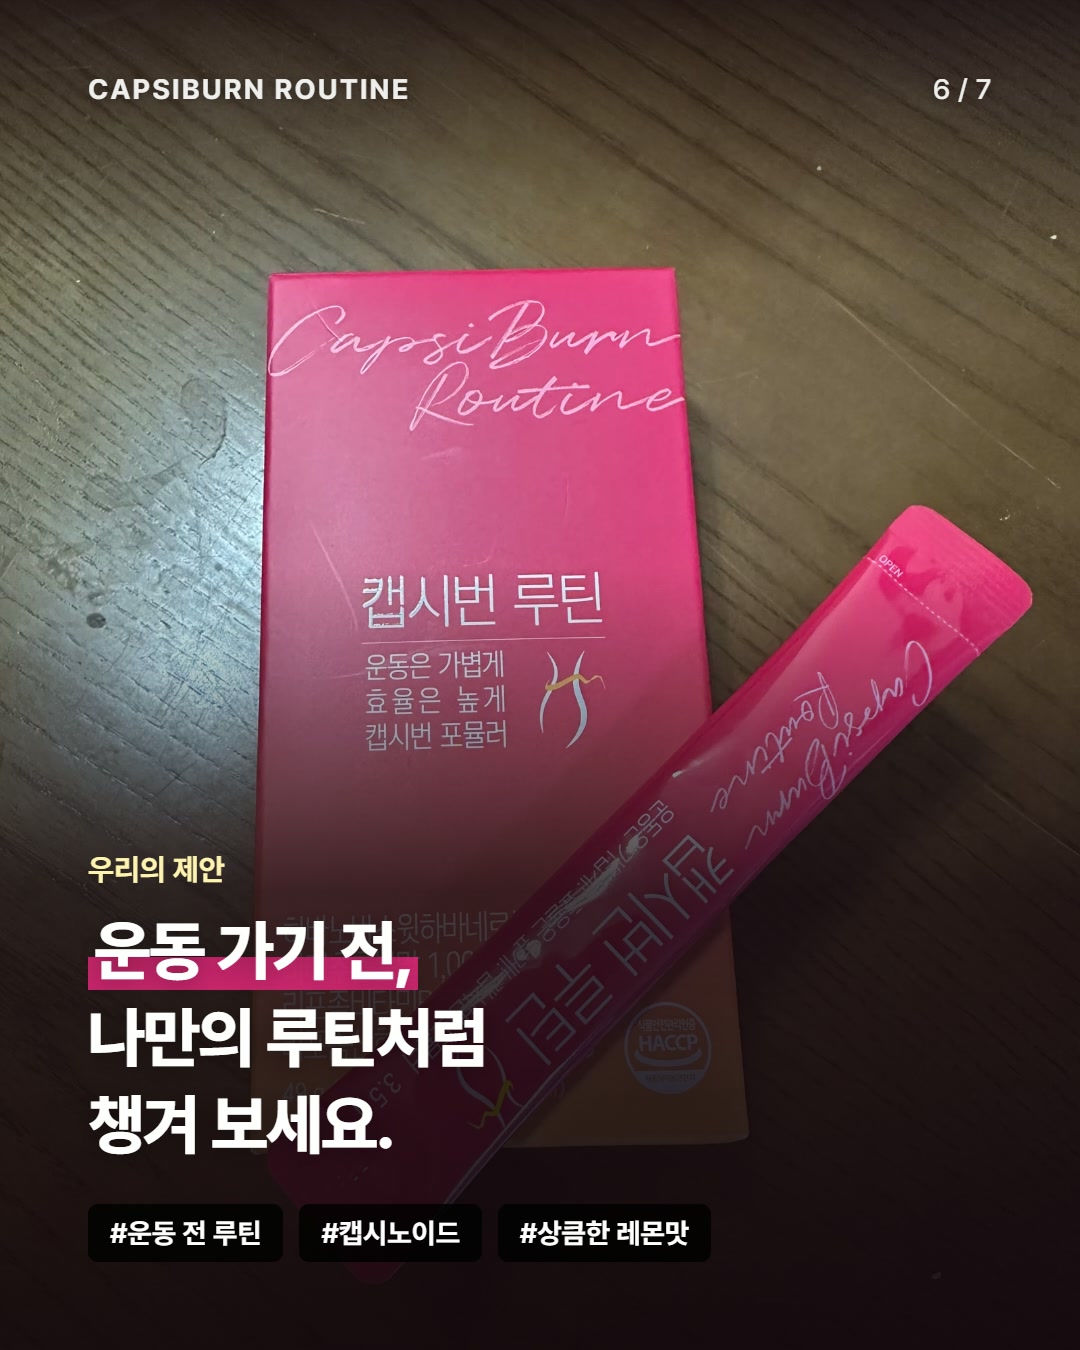 CAPSIBURN ROUTINE
6 / 7
CapsiBurn
Routine
캡시번 루틴
운동은 가볍게
효율은 높게
캡시번 포뮬러
OPEN
CapsiBurn
Routine
캡시번 루틴
HACCP
우리의 제안
운동 가기 전,
나만의 루틴처럼
챙겨 보세요.
#운동 전 루틴
#캡시노이드
#상큼한 레몬맛